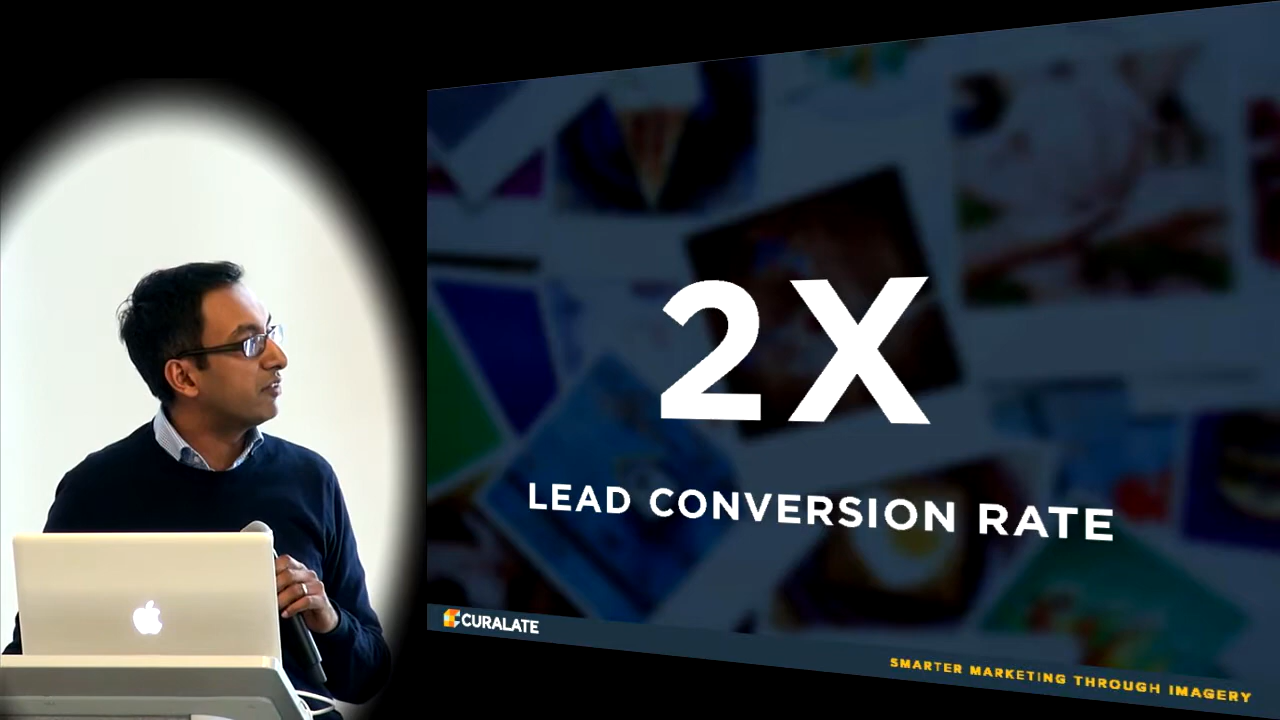 2X
LEAD CONVERSION RATE
CURALATE
SMARTER MARKETING THROUGH IMAGERY